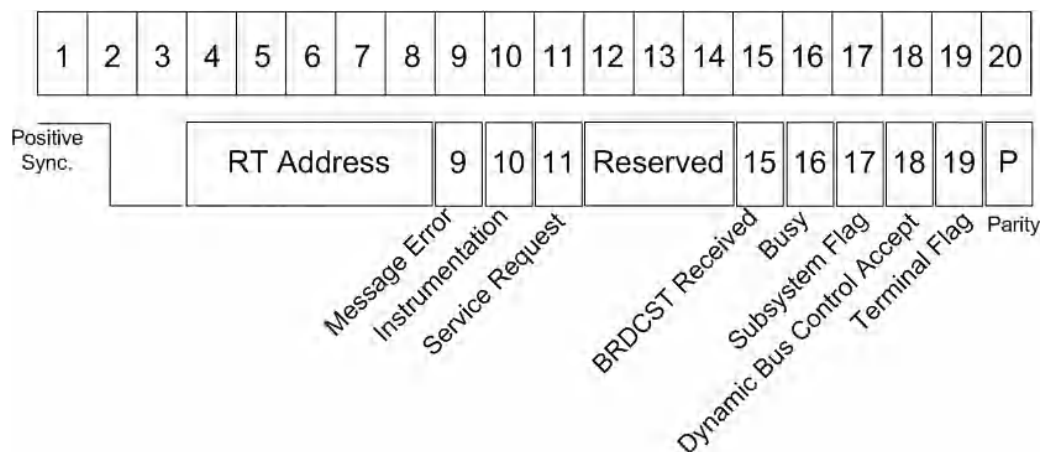 1 2 3 4 5 6 7 8 9 10 11 12 13 14 15 16 17 18 19 20
Positive
Sync.
RT Address 9 10 11 Reserved 15 16 17 18 19 P
Message Error
Instrumentation
Service Request
BRDCST Received
Busy
Subsystem Flag
Dynamic Bus Control Accept
Terminal Flag
Parity